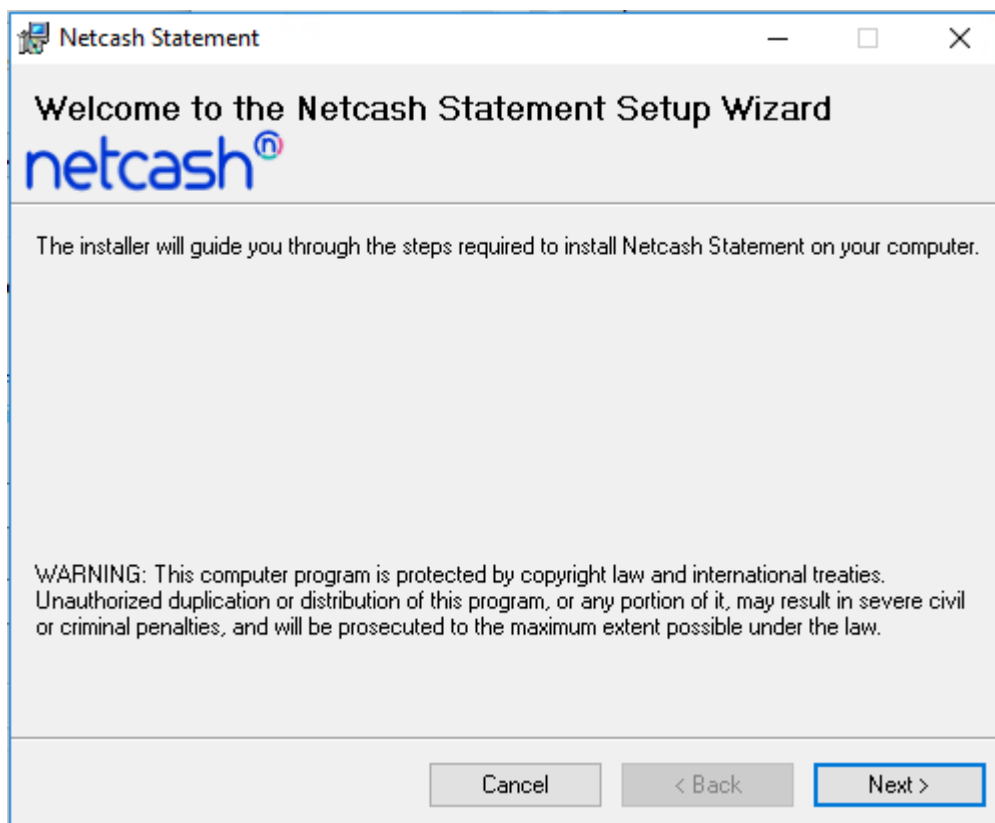 Netcash Statement
Welcome to the Netcash Statement Setup Wizard
netcash n
The installer will guide you through the steps required to install Netcash Statement on your computer.
WARNING: This computer program is protected by copyright law and international treaties.
Unauthorized duplication or distribution of this program, or any portion of it, may result in severe civil
or criminal penalties, and will be prosecuted to the maximum extent possible under the law.
Cancel
< Back
Next >